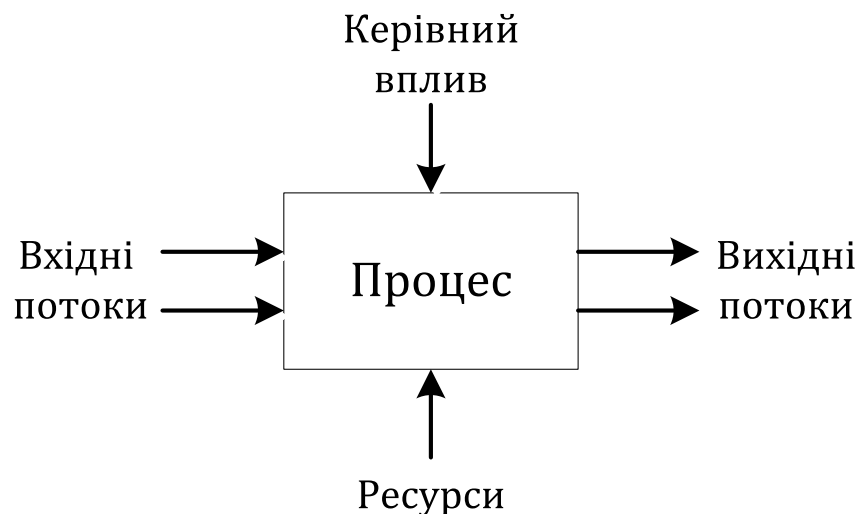 Керівний
вплив
Вхідні
потоки
Процес
Вихідні
потоки
Ресурси